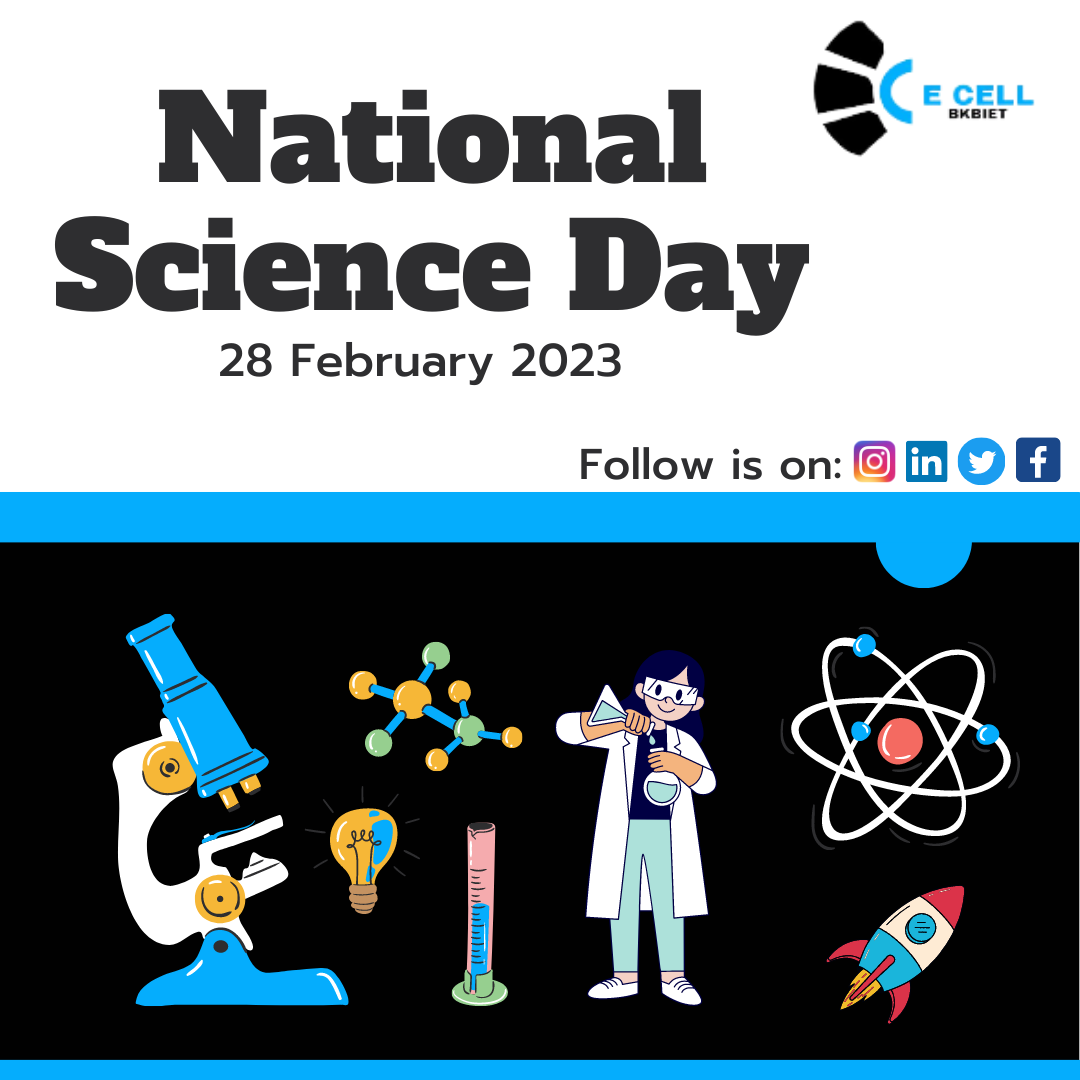 E CELL
BKBIET
National
Science Day
28 February 2023
Follow is on: